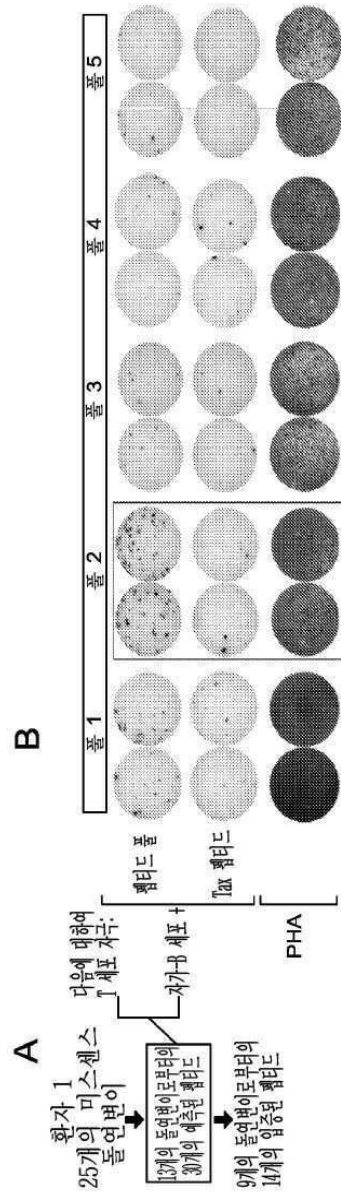 A
환자 1
25개의 미스센스
돌연변이
13개의 돌연변이로부터의
30개의 예측된 펩티드
9개의 돌연변이로부터의
14개의 입증된 펩티드
B
다음에 대하여
T 세포 자극:
자가-B 세포 +
펩티드 풀
Tax 펩티드
PHA
풀 1
풀 2
풀 3
풀 4
풀 5